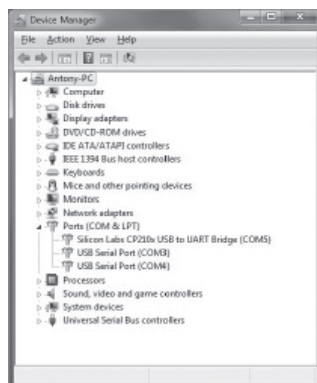 Device Manager
File Action View Help
Antony-PC
Computer
Disk drives
Display adapters
DVD/CD-ROM drives
IDE ATA/ATAPI controllers
IEEE 1394 Bus host controllers
Keyboards
Mice and other pointing devices
Monitors
Network adapters
Ports (COM & LPT)
Silicon Labs CP210x USB to UART Bridge (COM5)
USB Serial Port (COM3)
USB Serial Port (COM4)
Processors
Sound, video and game controllers
System devices
Universal Serial Bus controllers